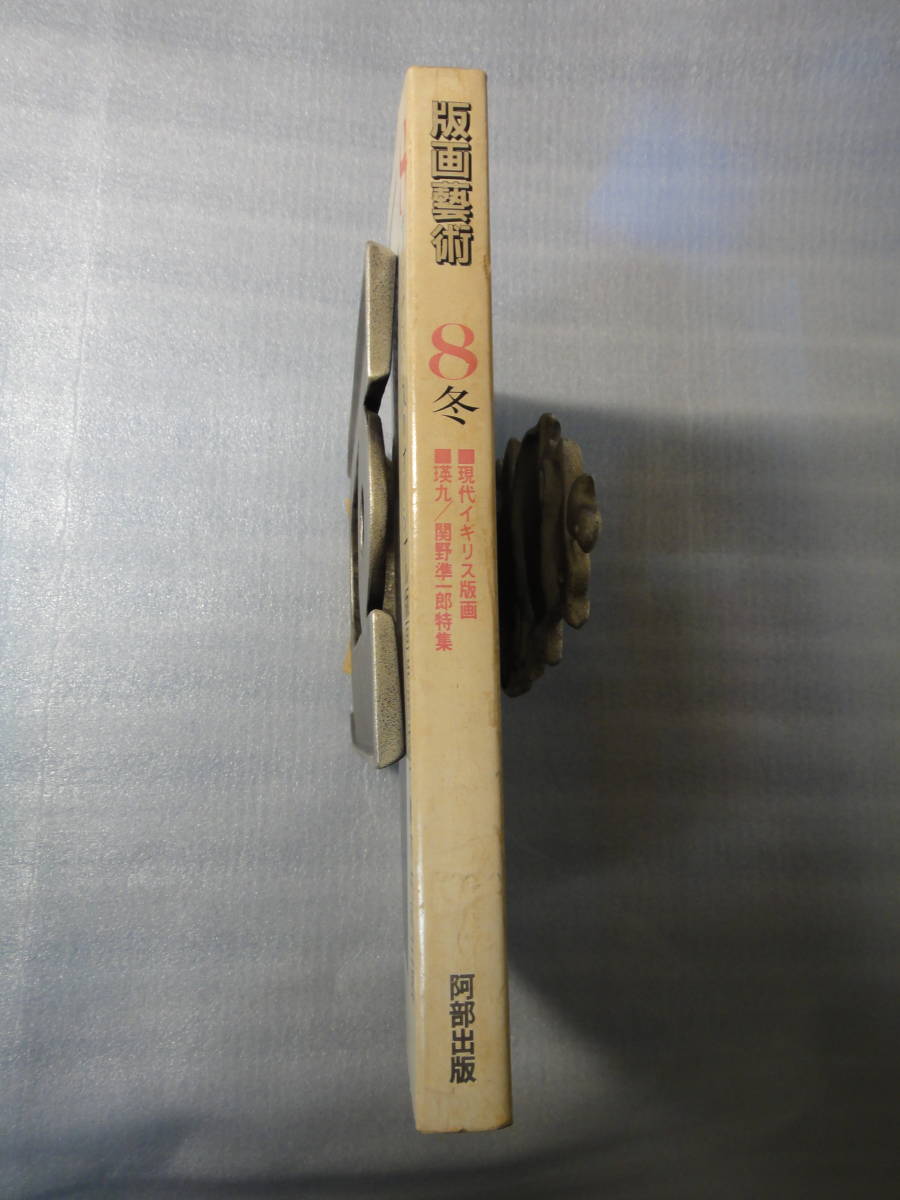 版画藝術
8
冬
■現代イギリス版画
■瑛九／関野準一郎特集
阿部出版